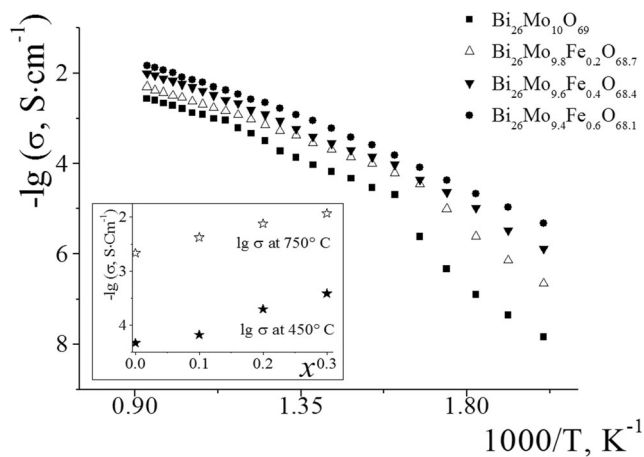 Bi₂₆Mo₁₀O₆₉
Bi₂₆Mo₉.₈Fe₀.₂O₆₈.₇
Bi₂₆Mo₉.₆Fe₀.₄O₆₈.₄
Bi₂₆Mo₉.₄Fe₀.₆O₆₈.₁
-lg (σ, S·cm⁻¹)
2
4
6
8
-lg (σ, S·Cm⁻¹)
2
3
4
lg σ at 750° C
lg σ at 450° C
0.0 0.1 0.2 0.3
x
0.90 1.35 1.80
1000/T, K⁻¹